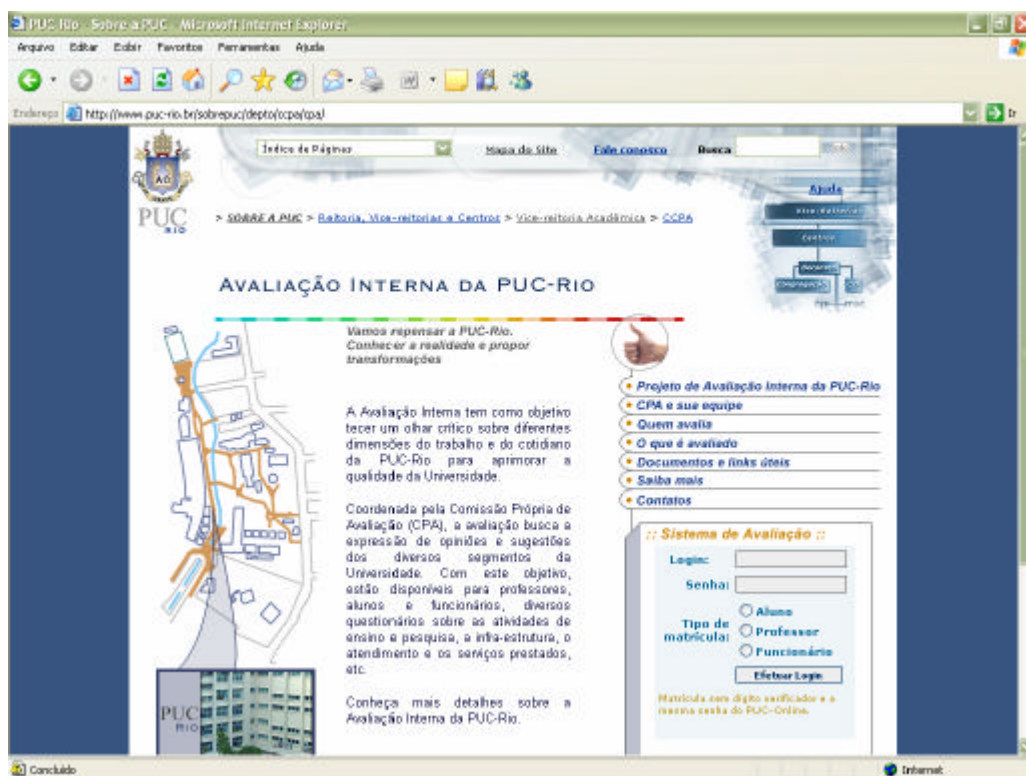 PUC-Rio - Sobre a PUC - Microsoft Internet Explorer
Arquivo Editar Exibir Favoritos Ferramentas Ajuda
Endereço http://www.puc-rio.br/sobrepuc/depto/ccpa/cpa/ Ir
Índice de Páginas Mapa do Site Fale conosco Busca ok
Ajuda
PUC
RIO
> SOBRE A PUC > Reitoria, Vice-reitorias e Centros > Vice-reitoria Acadêmica > CCPA
Vice-Reitorias
Centros
AVALIAÇÃO INTERNA DA PUC-RIO
Vamos repensar a PUC-Rio.
Conhecer a realidade e propor
transformações
A Avaliação Interna tem como objetivo
tecer um olhar crítico sobre diferentes
dimensões do trabalho e do cotidiano
da PUC-Rio para aprimorar a
qualidade da Universidade.
Coordenada pela Comissão Própria de
Avaliação (CPA), a avaliação busca a
expressão de opiniões e sugestões
dos diversos segmentos da
Universidade. Com este objetivo,
estão disponíveis para professores,
alunos e funcionários, diversos
questionários sobre as atividades de
ensino e pesquisa, a infra-estrutura, o
atendimento e os serviços prestados,
etc.
Conheça mais detalhes sobre a
Avaliação Interna da PUC-Rio.
Projeto de Avaliação Interna da PUC-Rio
CPA e sua equipe
Quem avalia
O que é avaliado
Documentos e links úteis
Saiba mais
Contatos
:: Sistema de Avaliação ::
Login:
Senha:
Tipo de matrícula:
Aluno
Professor
Funcionário
Efetuar Login
Matrícula com dígito verificador e a
mesma senha do PUC-Online.
PUC
RIO
Concluído Internet